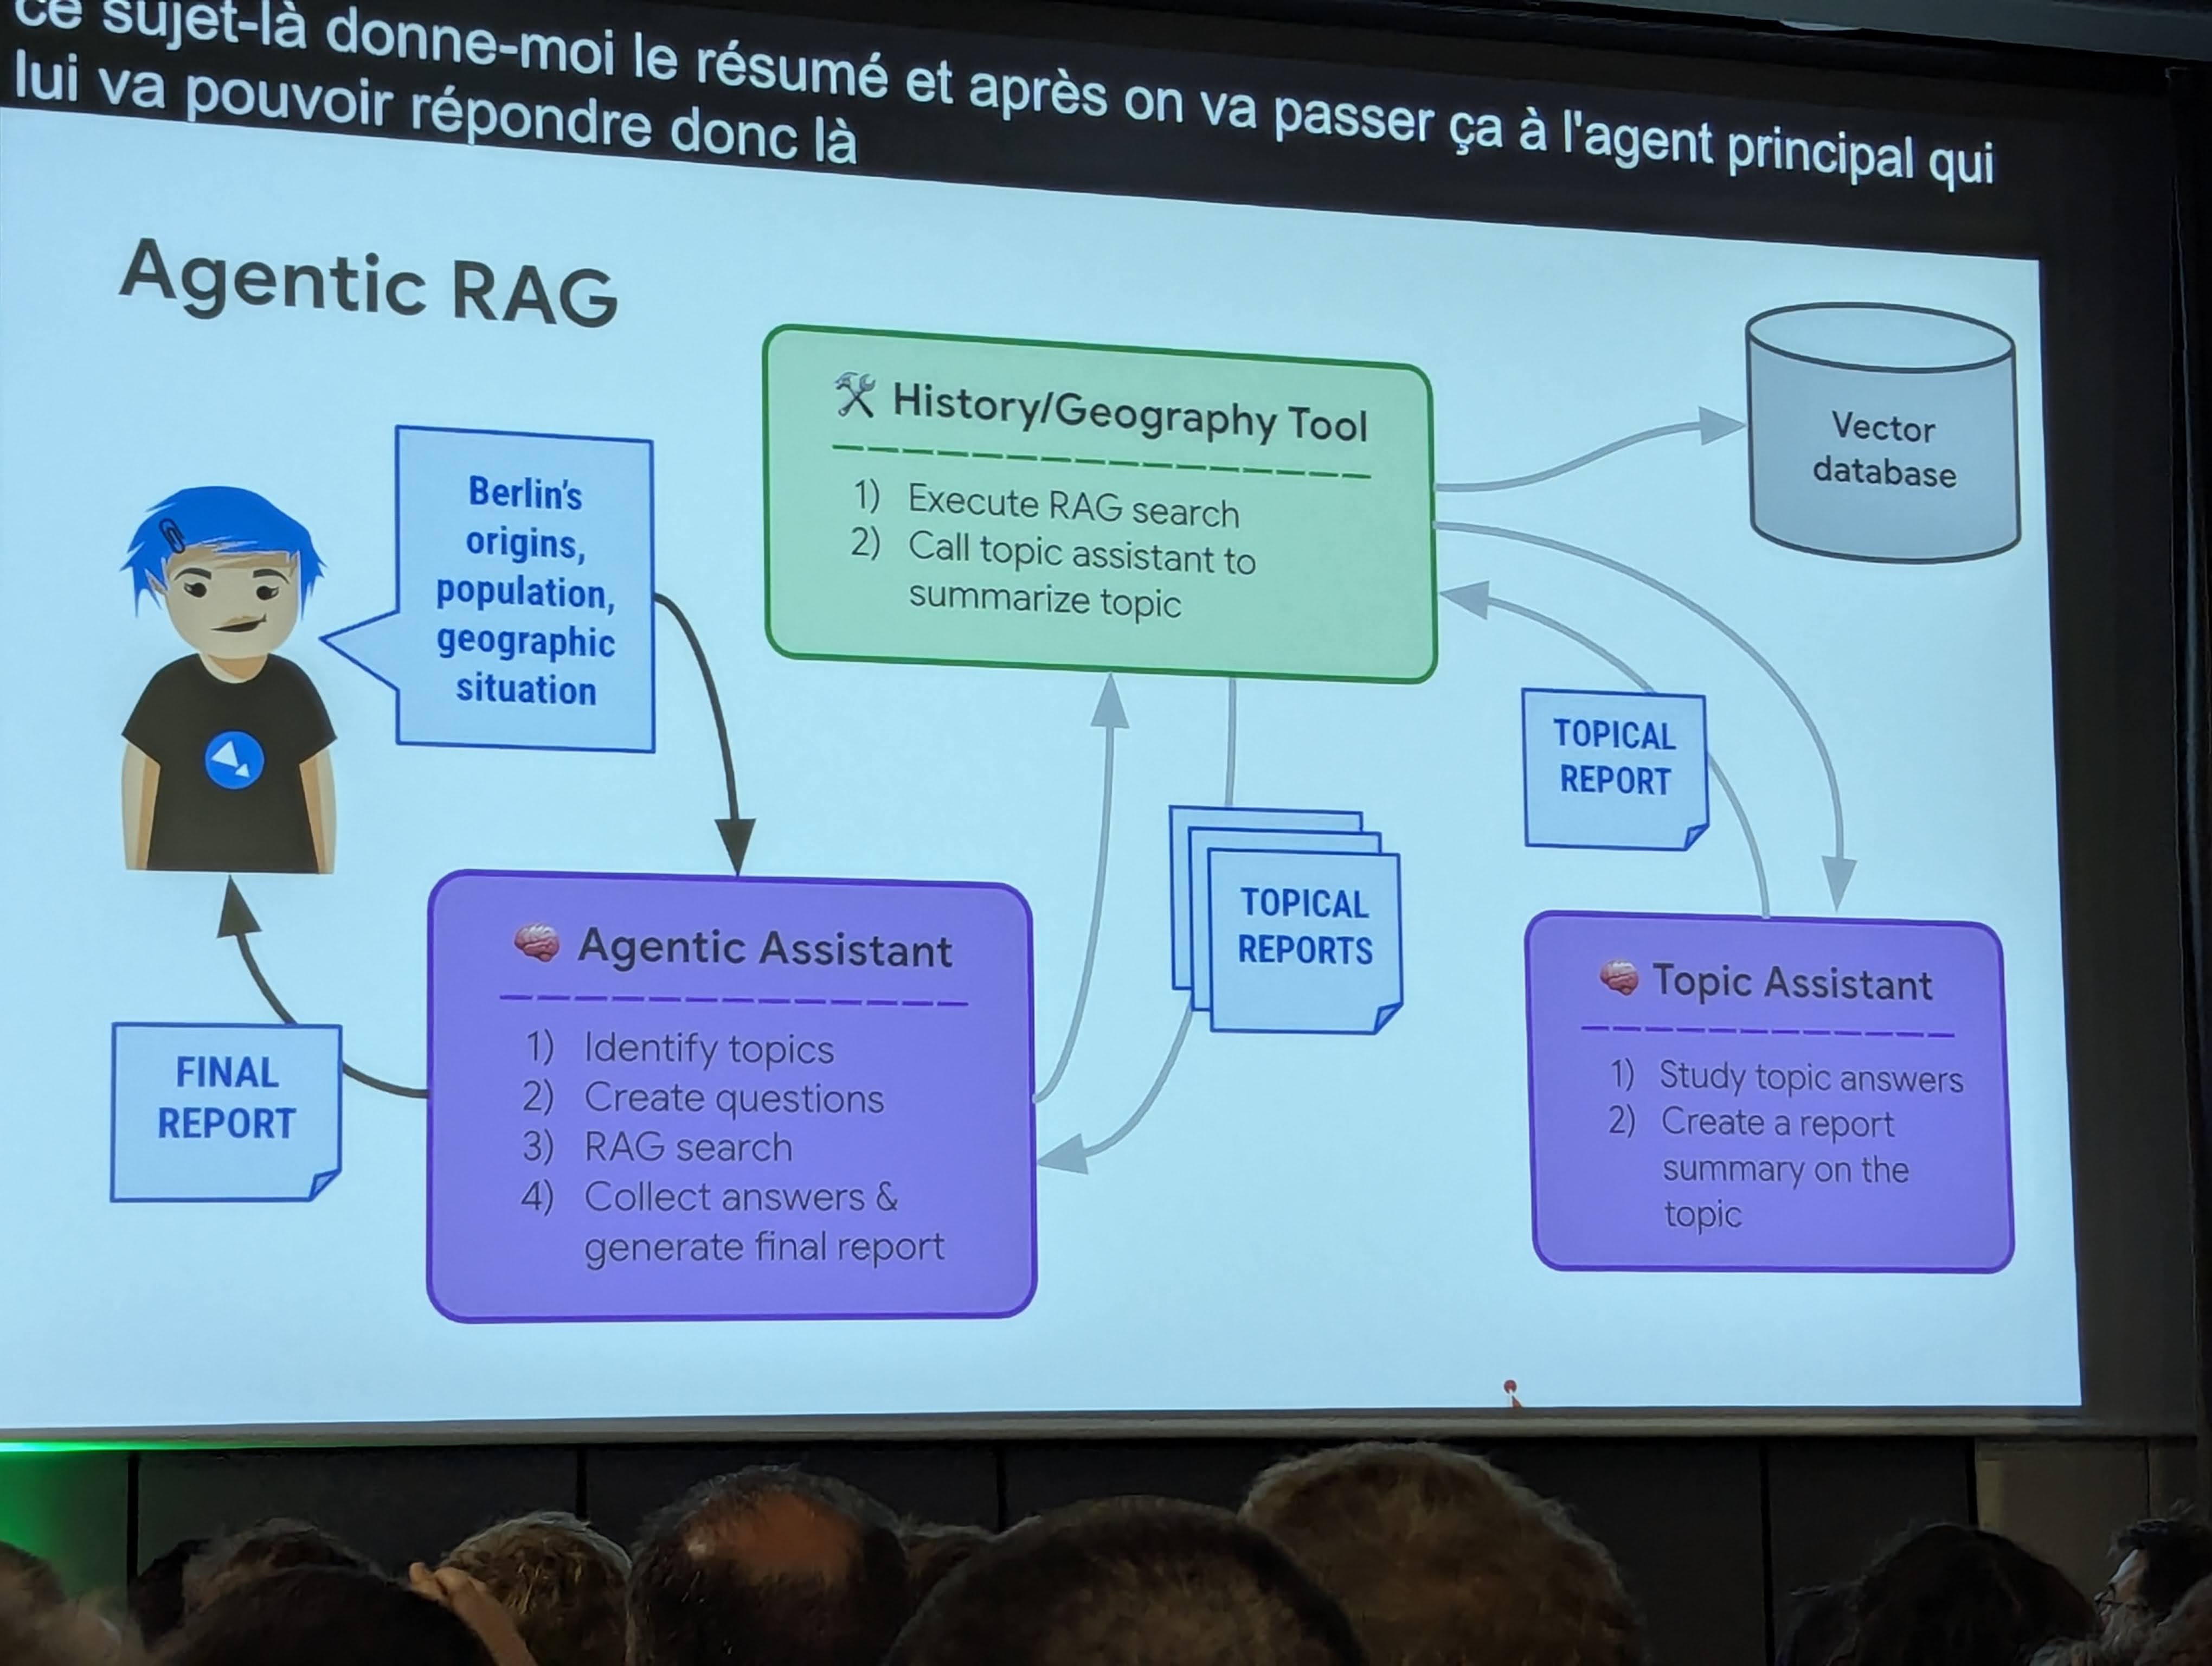 ce sujet-là donne-moi le résumé et après on va passer ça à l'agent principal qui
lui va pouvoir répondre donc là
Agentic RAG
Berlin's
origins,
population,
geographic
situation
History/Geography Tool
1) Execute RAG search
2) Call topic assistant to
summarize topic
Vector
database
TOPICAL
REPORT
TOPICAL
REPORTS
Agentic Assistant
1) Identify topics
2) Create questions
3) RAG search
4) Collect answers &
generate final report
FINAL
REPORT
Topic Assistant
1) Study topic answers
2) Create a report
summary on the
topic